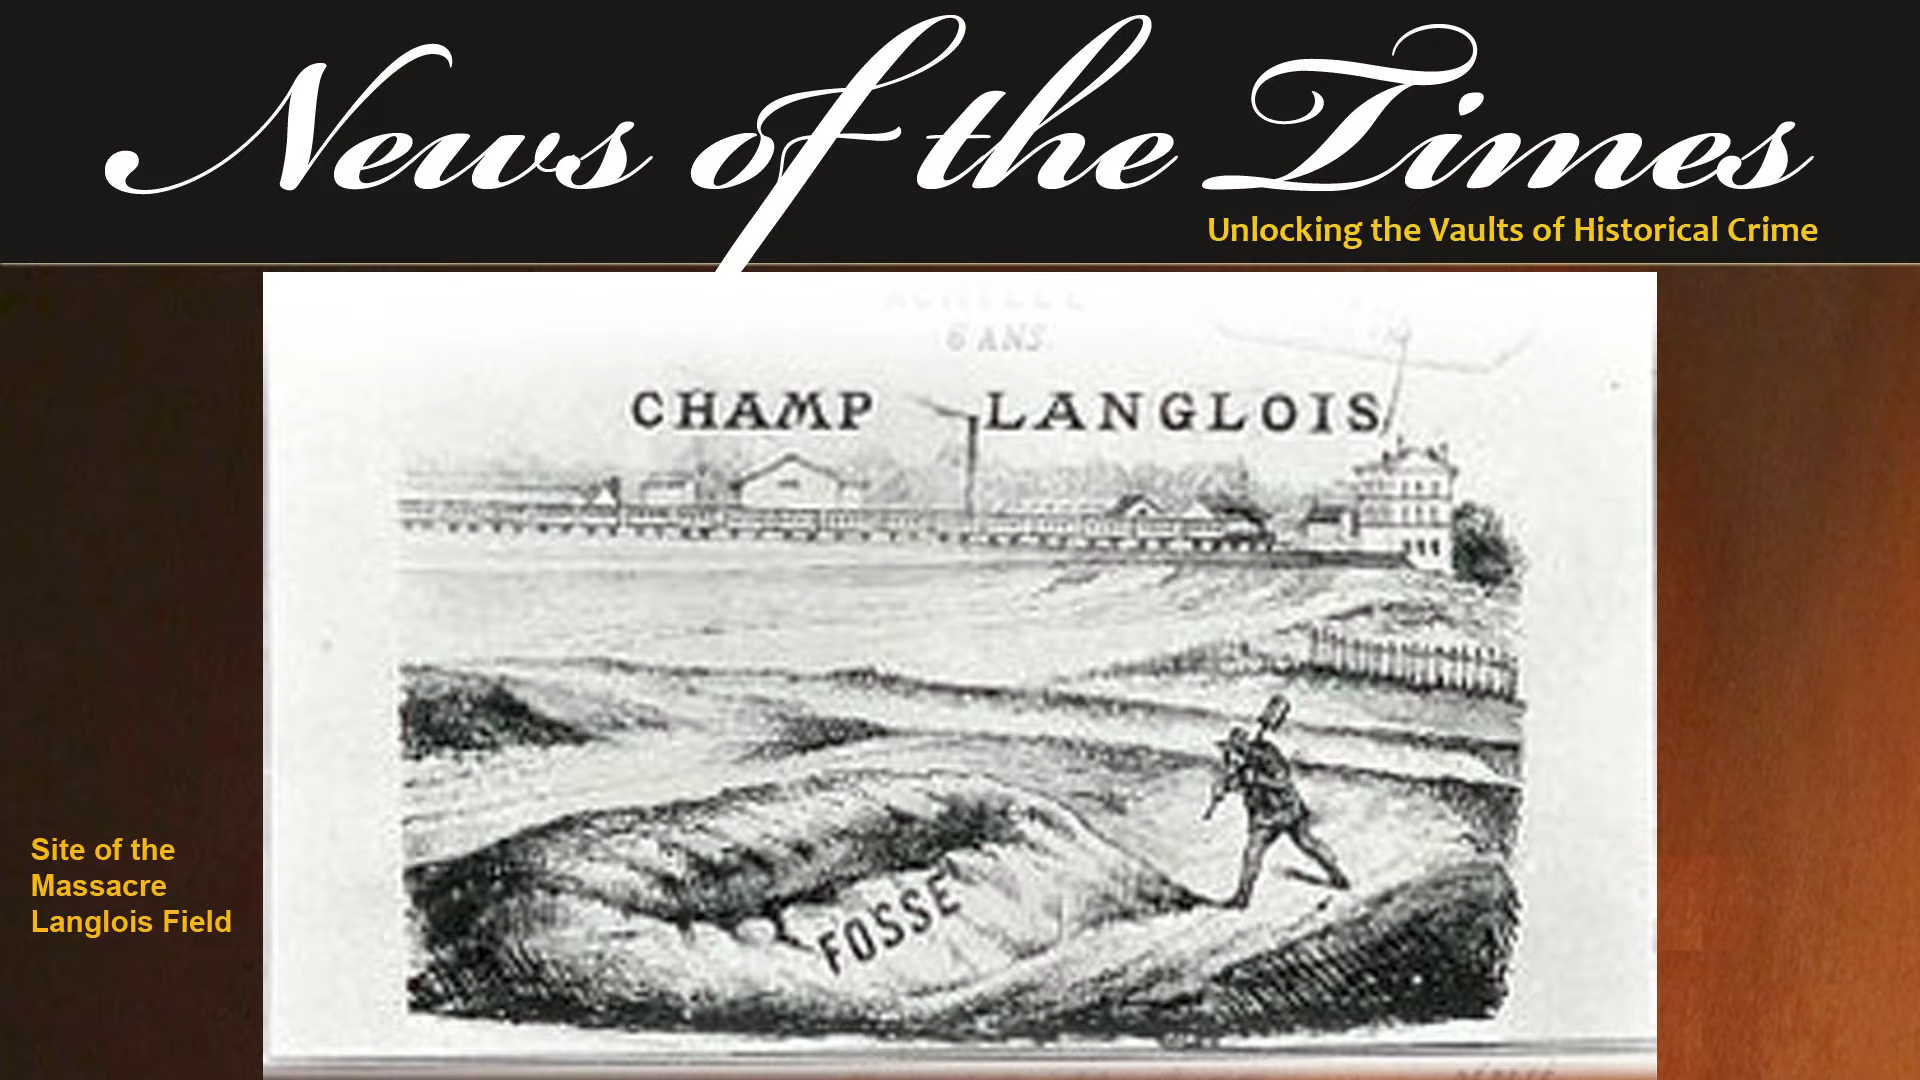 News of the Times
Unlocking the Vaults of Historical Crime
6 ANS.
CHAMP LANGLOIS
FOSSE
Site of the
Massacre
Langlois Field